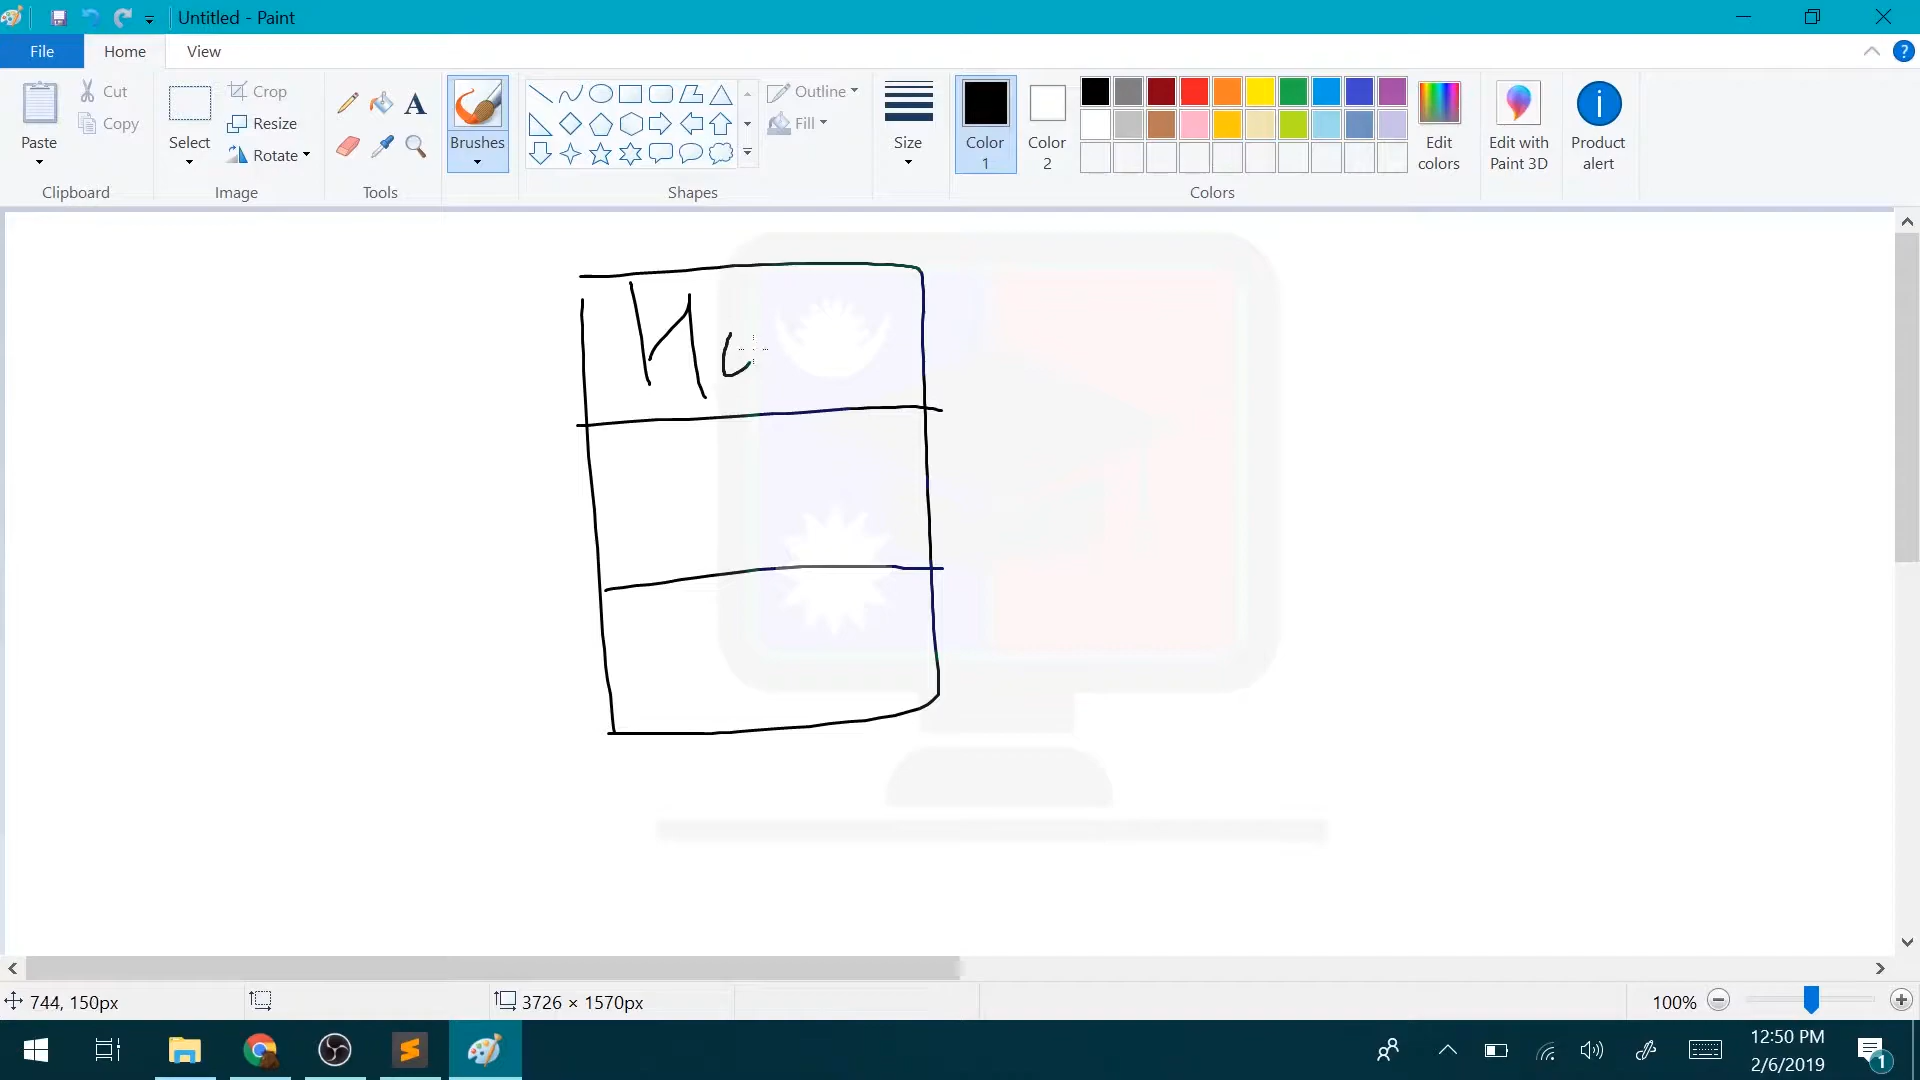 Untitled - Paint
File Home View
Paste
Cut
Copy
Clipboard
Select
Crop
Resize
Rotate
Image
Tools
Brushes
Shapes
Outline
Fill
Size
Color 1
Color 2
Edit colors
Colors
Edit with Paint 3D
Product alert
744, 150px
3726 × 1570px
100%
12:50 PM
2/6/2019
1